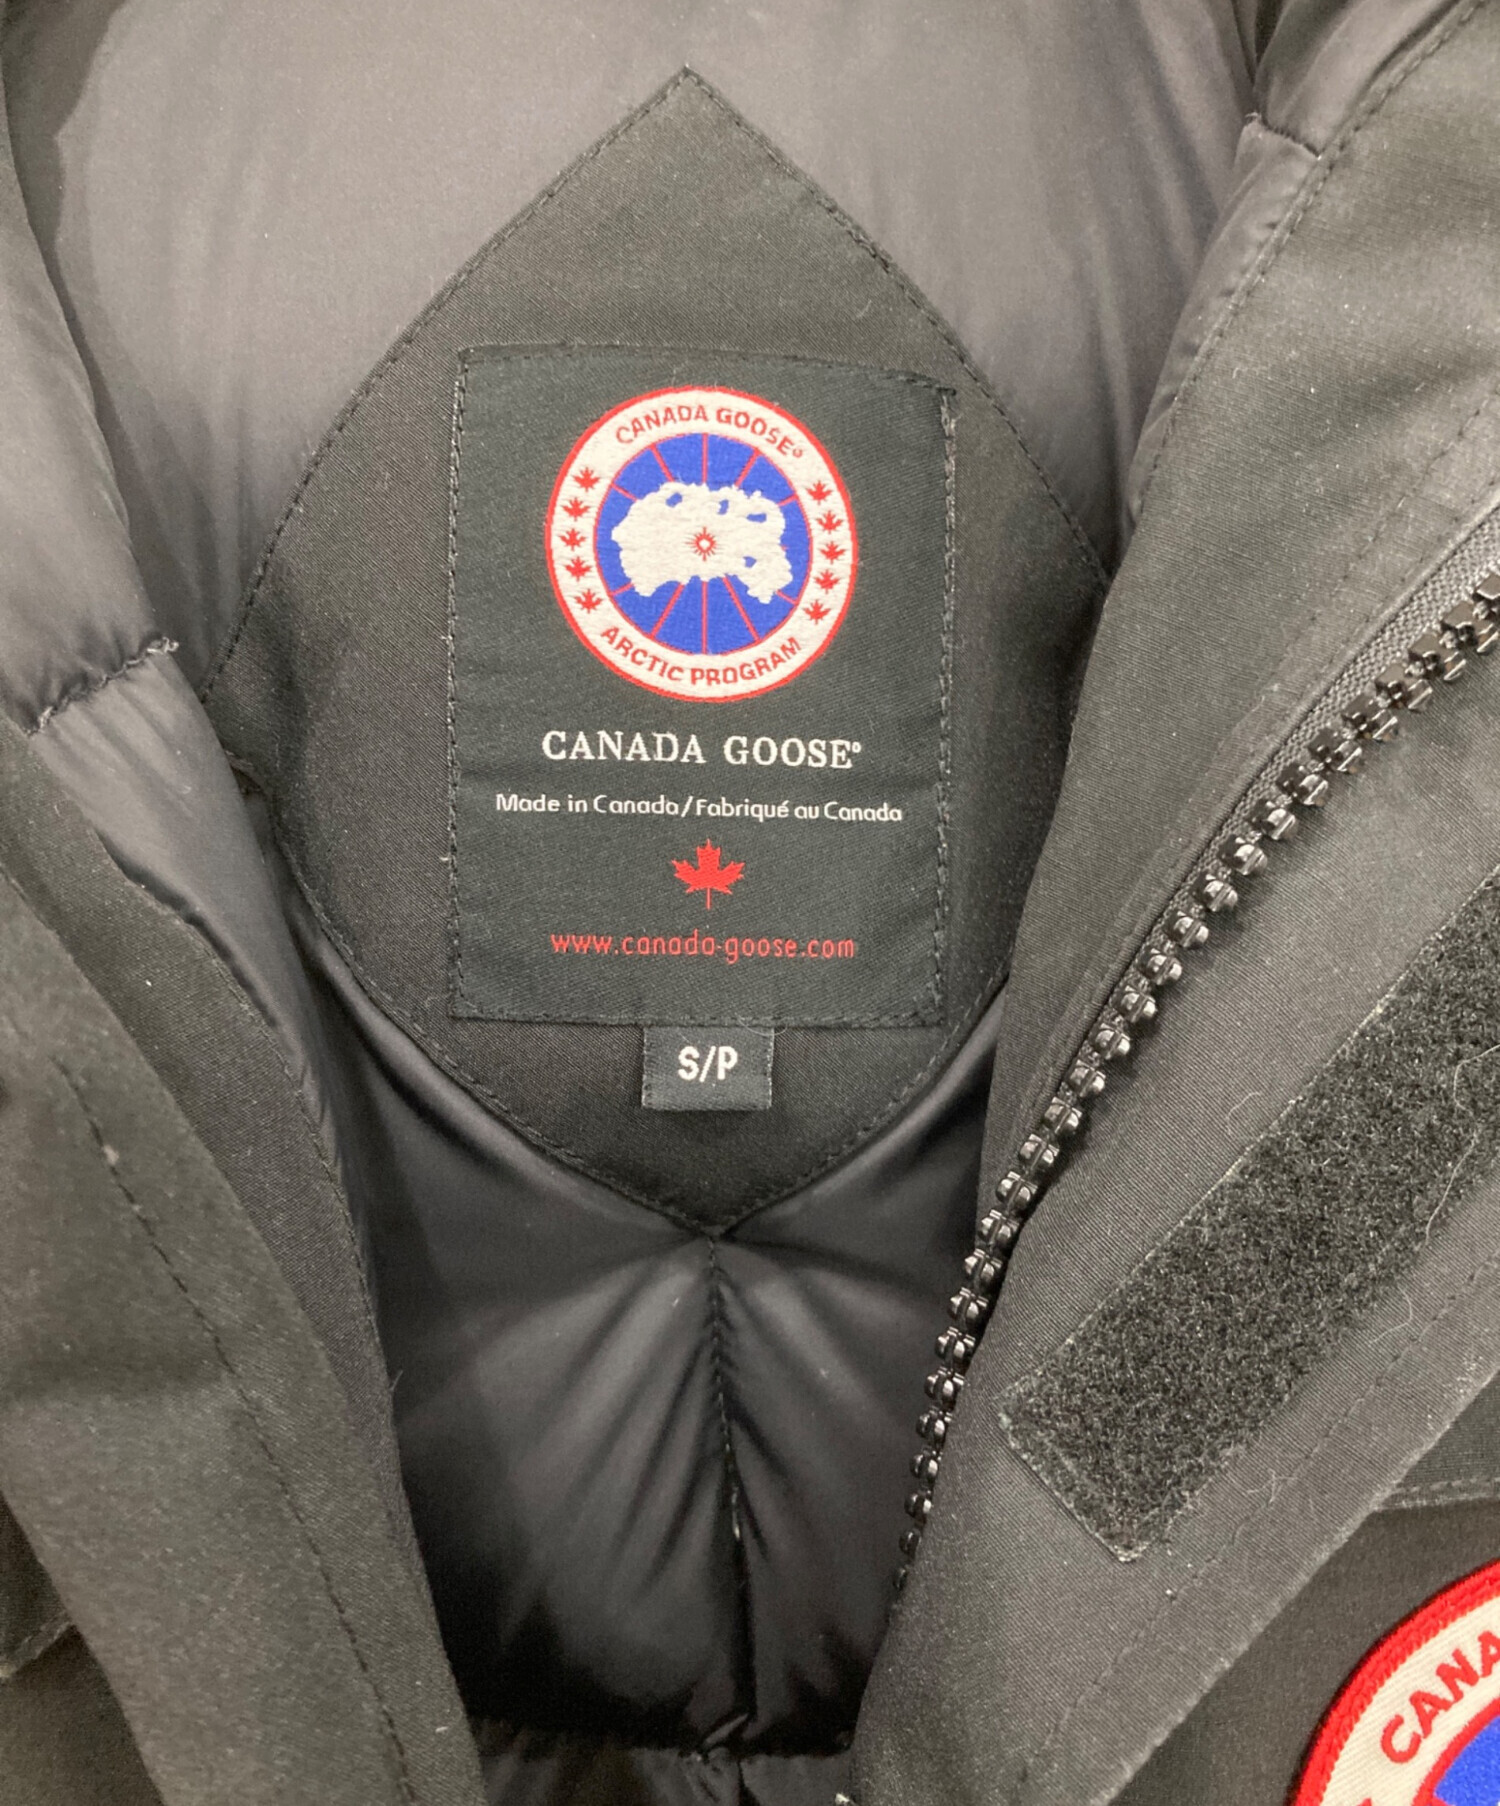 CANADA GOOSE®
ARCTIC PROGRAM
CANADA GOOSE®
Made in Canada/Fabriqué au Canada
www.canada-goose.com
S/P
CANA